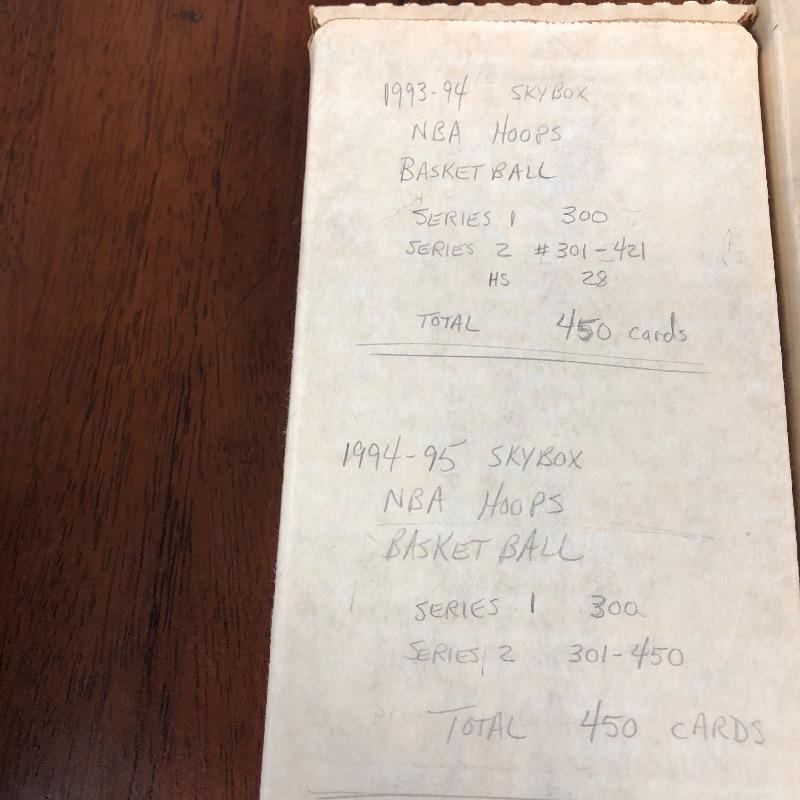 1993-94 SKYBOX
NBA HOOPS
BASKETBALL
SERIES 1 300
SERIES 2 #301-421
HS 28
TOTAL 450 cards
1994-95 SKYBOX
NBA HOOPS
BASKETBALL
SERIES 1 300
SERIES 2 301-450
TOTAL 450 CARDS